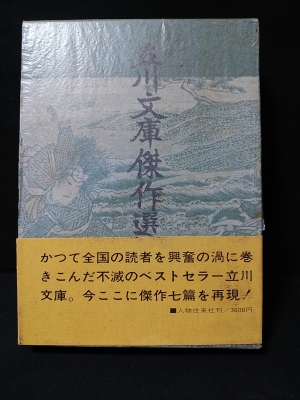 立川文庫傑作選
かつて全国の読者を興奮の渦に巻
きこんだ不滅のベストセラー立川
文庫。今ここに傑作七篇を再現！
■人物往来社刊／3600円